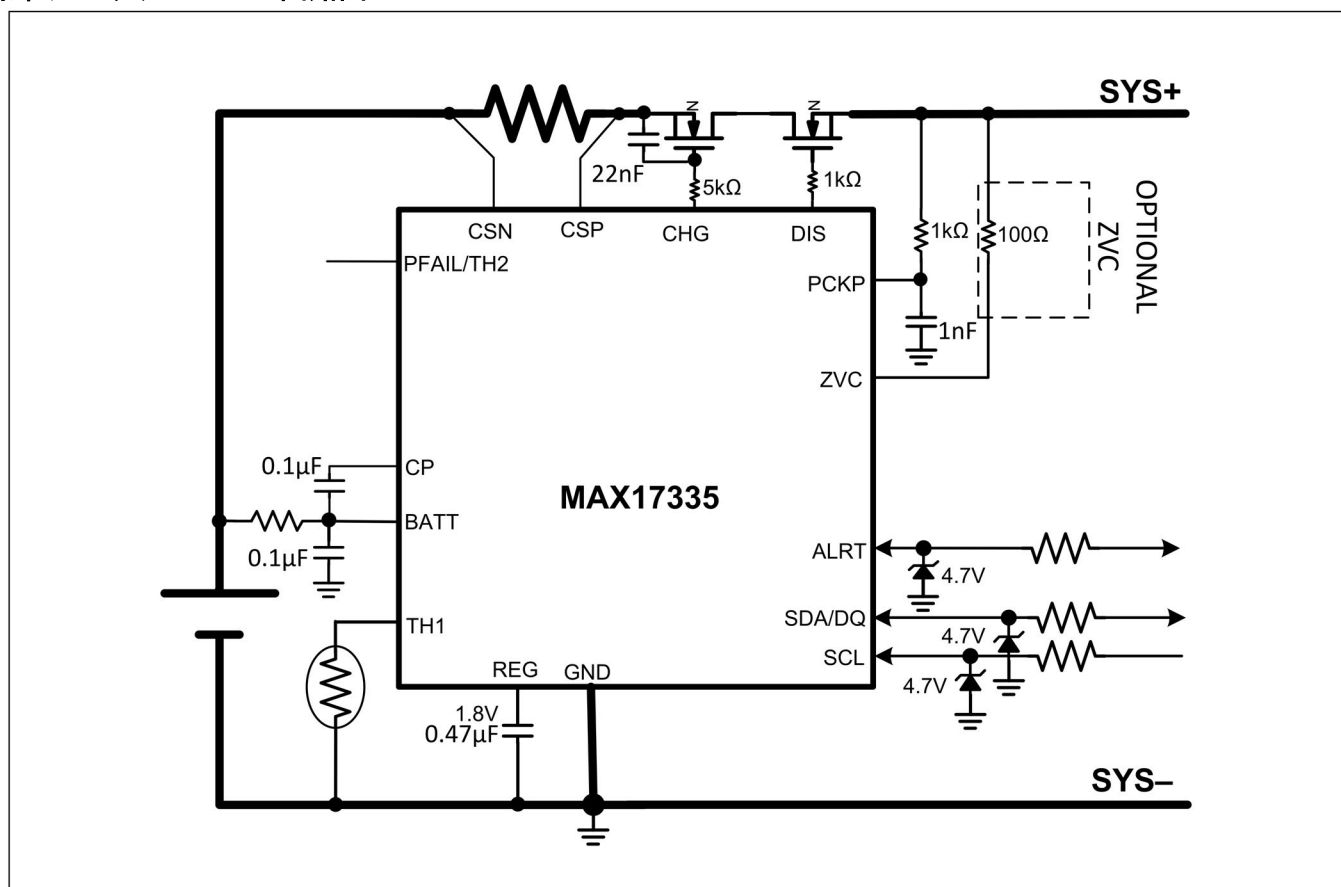 SYS+
N
N
22nF
5kΩ
1kΩ
CSN
CSP
CHG
DIS
1kΩ
100Ω
OPTIONAL
ZVC
PFAIL/TH2
PCKP
1nF
ZVC
0.1µF
CP
MAX17335
BATT
0.1µF
ALRT
4.7V
TH1
SDA/DQ
4.7V
SCL
4.7V
REG
GND
1.8V
0.47µF
SYS–